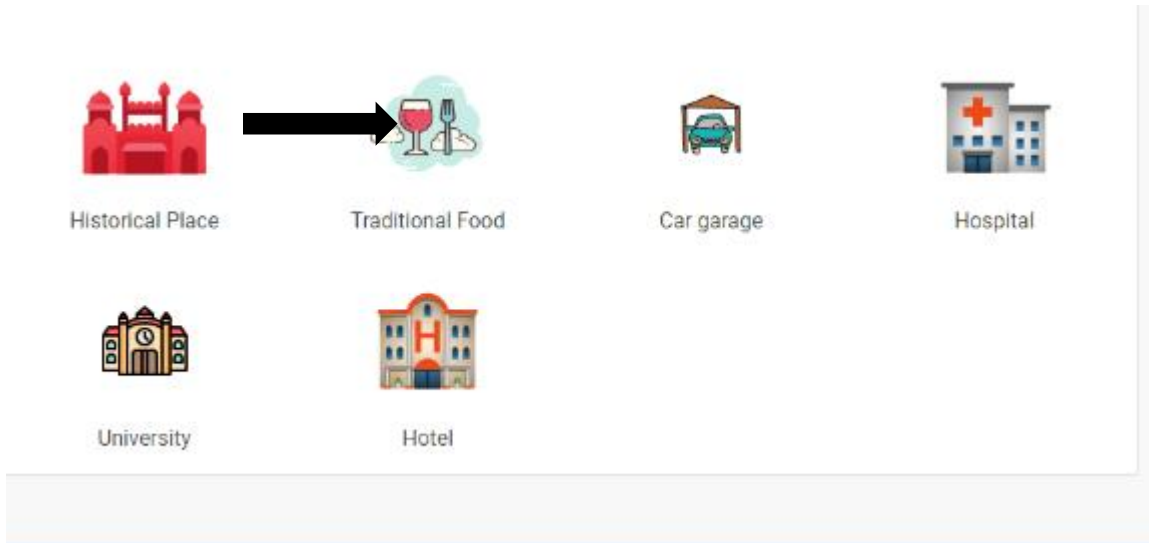 Historical Place
Traditional Food
Car garage
Hospital
H
University
Hotel